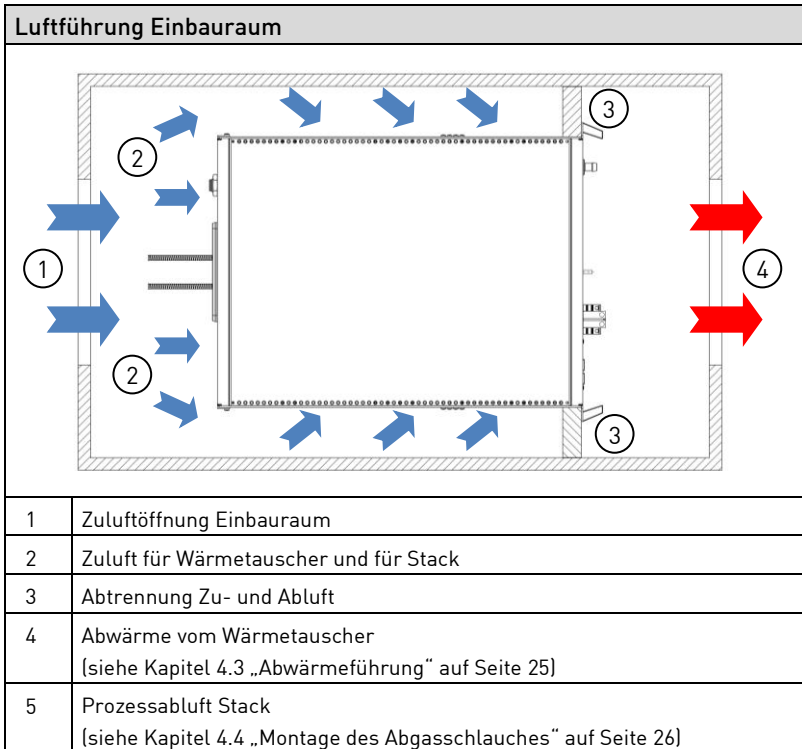 Luftführung Einbauraum
3
2
1
4
2
3
1 Zuluftöffnung Einbauraum
2 Zuluft für Wärmetauscher und für Stack
3 Abtrennung Zu- und Abluft
4 Abwärme vom Wärmetauscher
(siehe Kapitel 4.3 „Abwärmeführung“ auf Seite 25)
5 Prozessabluft Stack
(siehe Kapitel 4.4 „Montage des Abgasschlauches“ auf Seite 26)